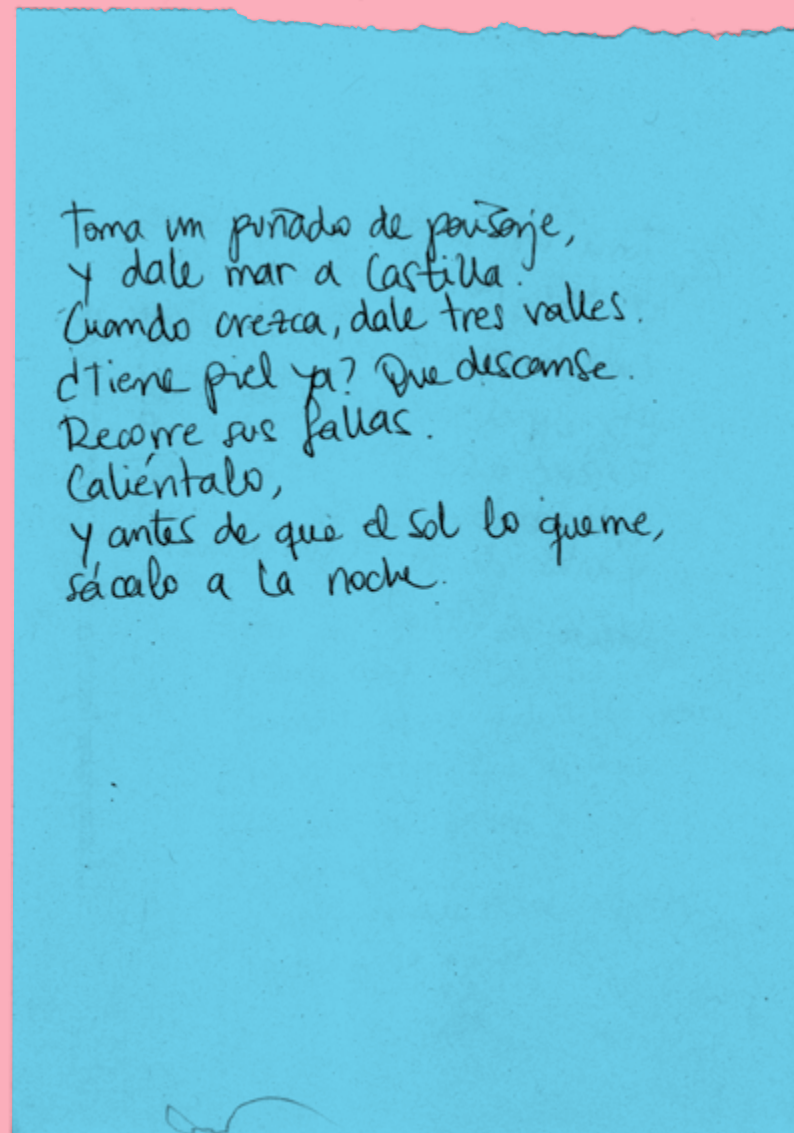 Toma un puñado de paisaje,
y dale mar a Castilla.
Cuando crezca, dale tres valles.
¿Tiene piel ya? Que descanse.
Recorre sus fallas.
Caliéntalo,
y antes de que el sol lo queme,
sácalo a la noche.